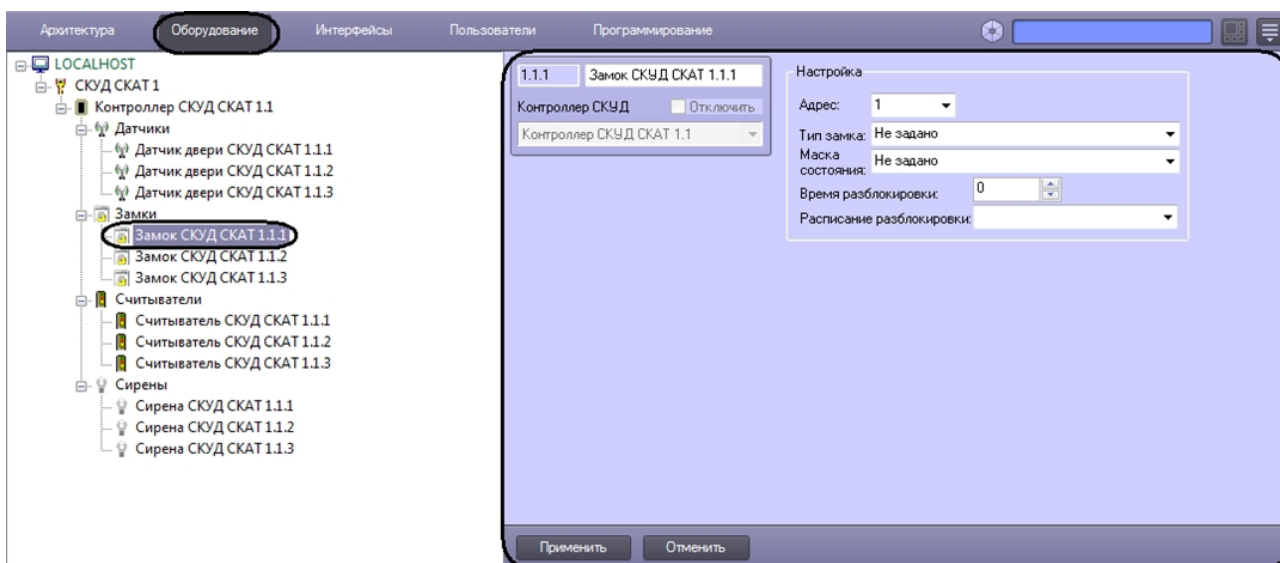 Архитектура Оборудование Интерфейсы Пользователи Программирование
LOCALHOST
СКУД СКАТ 1
Контроллер СКУД СКАТ 1.1
Датчики
Датчик двери СКУД СКАТ 1.1.1
Датчик двери СКУД СКАТ 1.1.2
Датчик двери СКУД СКАТ 1.1.3
Замки
Замок СКУД СКАТ 1.1.1
Замок СКУД СКАТ 1.1.2
Замок СКУД СКАТ 1.1.3
Считыватели
Считыватель СКУД СКАТ 1.1.1
Считыватель СКУД СКАТ 1.1.2
Считыватель СКУД СКАТ 1.1.3
Сирены
Сирена СКУД СКАТ 1.1.1
Сирена СКУД СКАТ 1.1.2
Сирена СКУД СКАТ 1.1.3
1.1.1 Замок СКУД СКАТ 1.1.1
Контроллер СКУД Отключить
Контроллер СКУД СКАТ 1.1
Настройка
Адрес: 1
Тип замка: Не задано
Маска состояния: Не задано
Время разблокировки: 0
Расписание разблокировки:
Применить Отменить